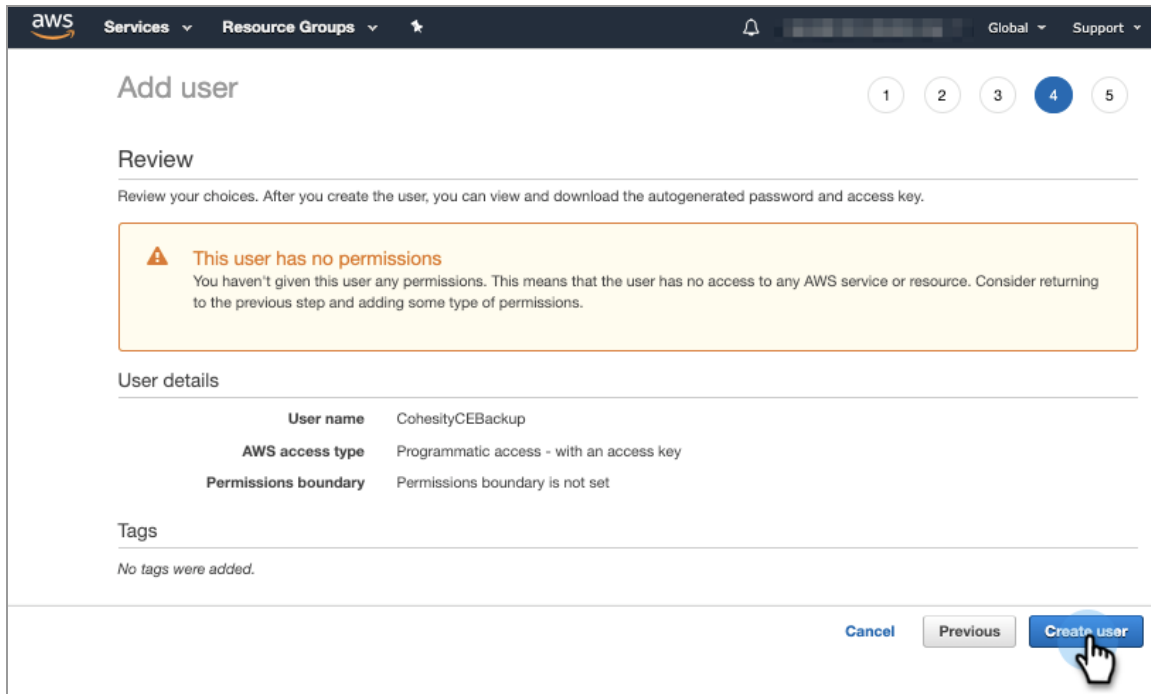 aws Services Resource Groups Global Support
Add user
1 2 3 4 5
Review
Review your choices. After you create the user, you can view and download the autogenerated password and access key.
This user has no permissions
You haven't given this user any permissions. This means that the user has no access to any AWS service or resource. Consider returning
to the previous step and adding some type of permissions.
User details
User name CohesityCEBackup
AWS access type Programmatic access - with an access key
Permissions boundary Permissions boundary is not set
Tags
No tags were added.
Cancel Previous Create user